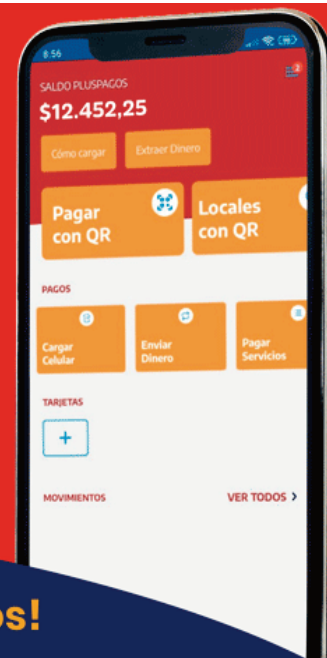 8.56
2
SALDO PLUSPAGOS
$12.452,25
Cómo cargar
Extraer Dinero
Pagar
con QR
Locales
con QR
PAGOS
Cargar
Celular
Enviar
Dinero
Pagar
Servicios
TARJETAS
+
MOVIMIENTOS
VER TODOS >
os!